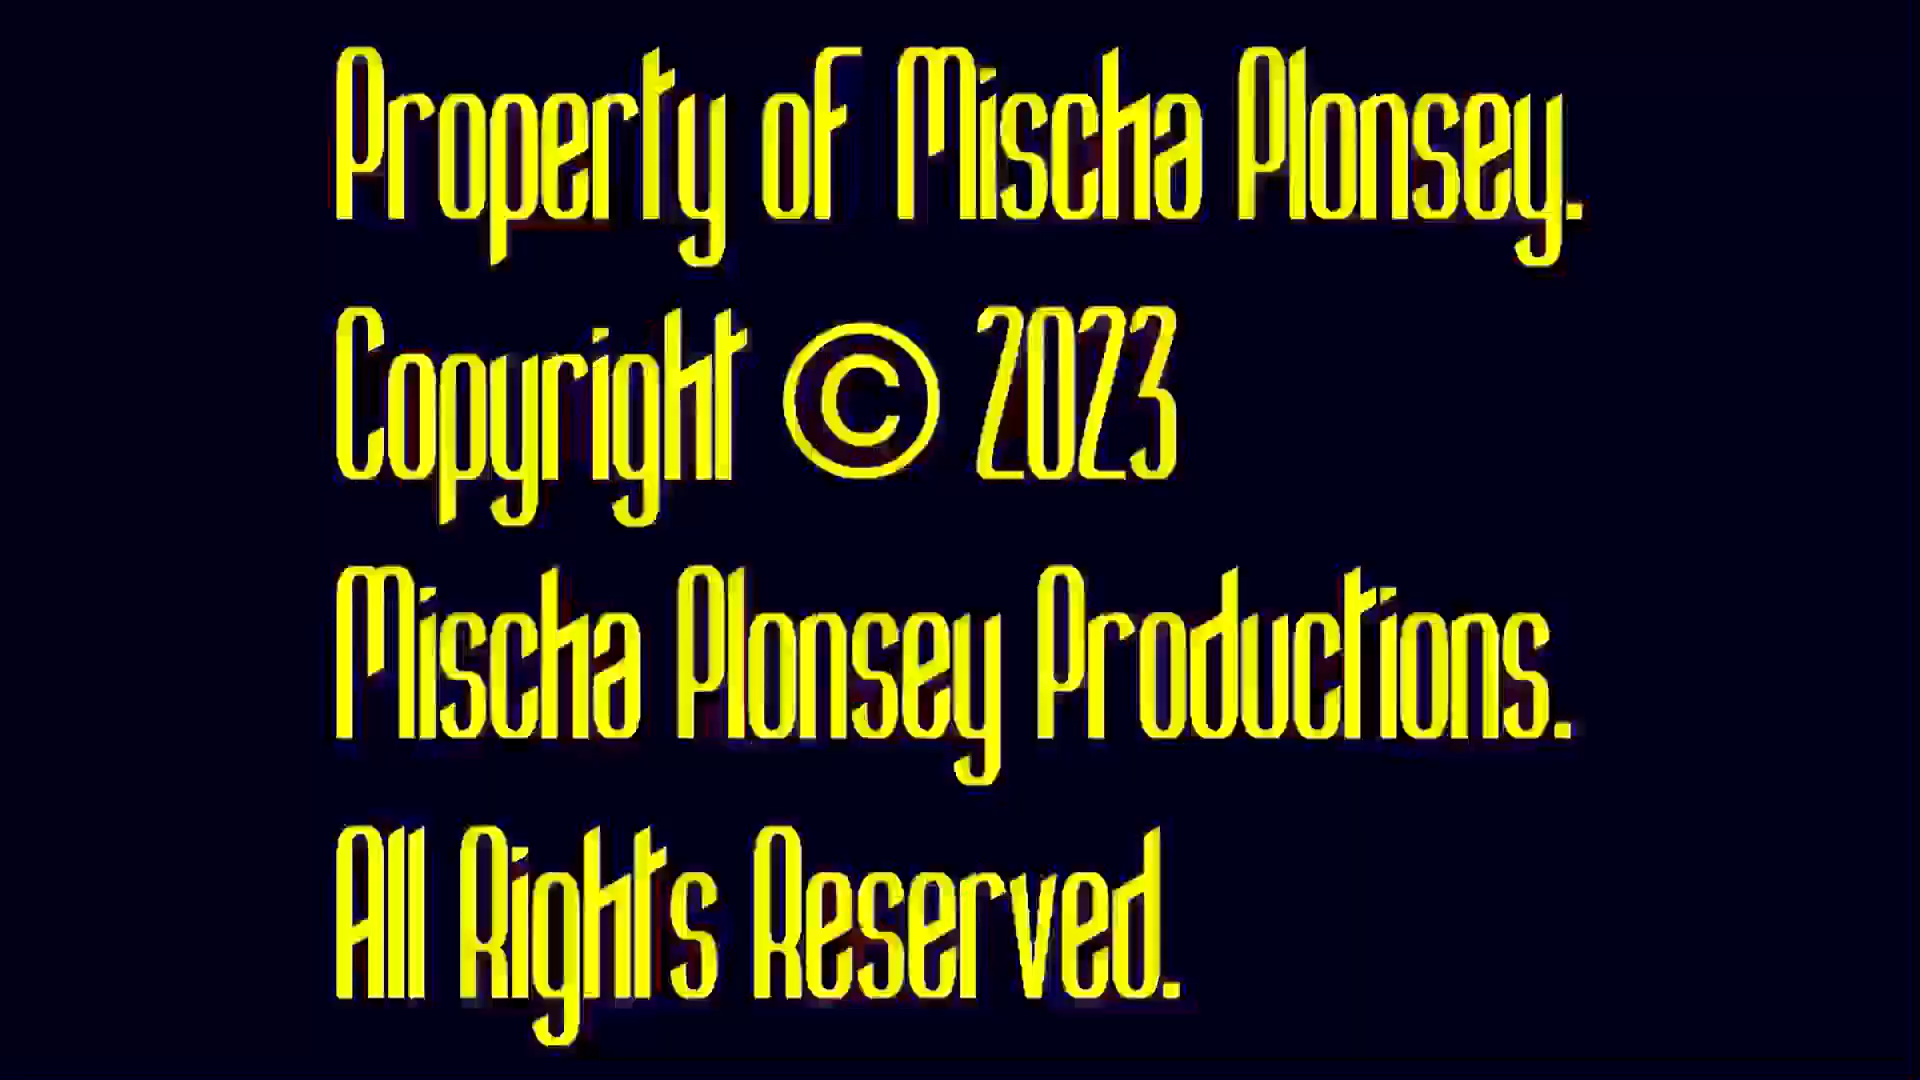 Property of Mischa Plonsey.
Copyright © 2023
Mischa Plonsey Productions.
All Rights Reserved.